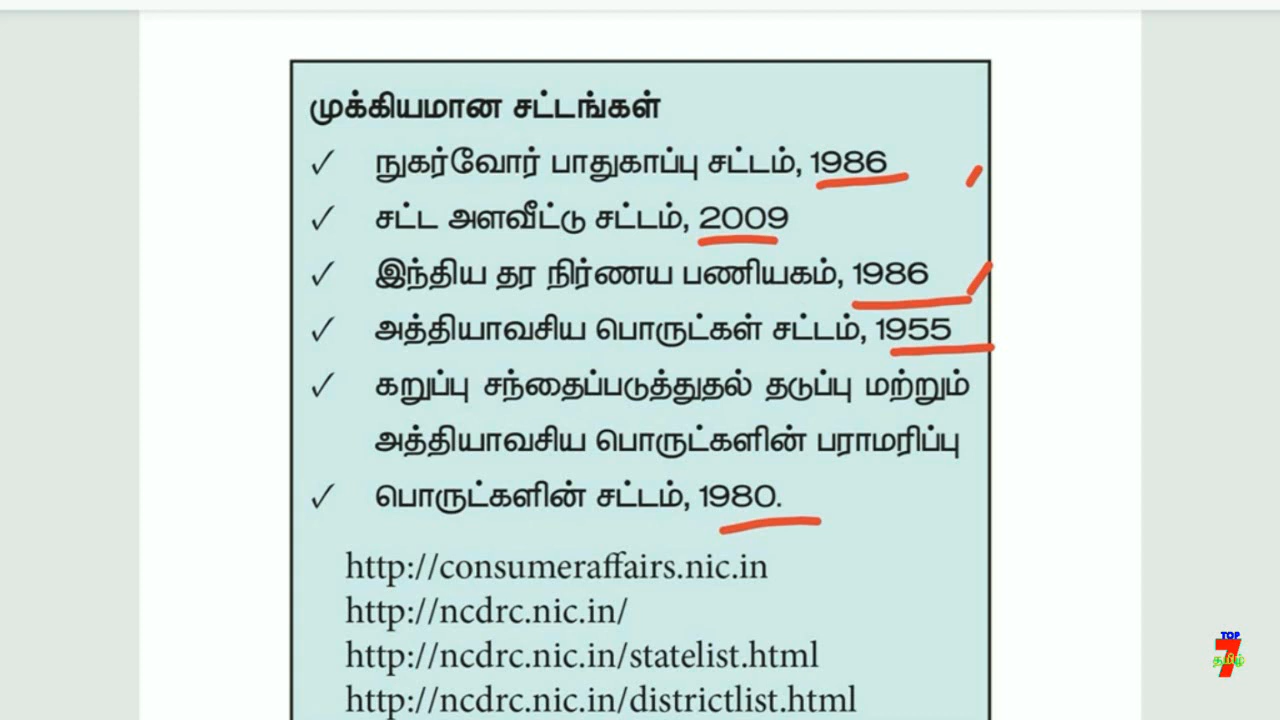 முக்கியமான சட்டங்கள்
✓ நுகர்வோர் பாதுகாப்பு சட்டம், 1986
✓ சட்ட அளவீட்டு சட்டம், 2009
✓ இந்திய தர நிர்ணய பணியகம், 1986
✓ அத்தியாவசிய பொருட்கள் சட்டம், 1955
✓ கறுப்பு சந்தைப்படுத்துதல் தடுப்பு மற்றும்
அத்தியாவசிய பொருட்களின் பராமரிப்பு
✓ பொருட்களின் சட்டம், 1980.
http://consumeraffairs.nic.in
http://ncdrc.nic.in/
http://ncdrc.nic.in/statelist.html
http://ncdrc.nic.in/districtlist.html
TOP
7
தமிழ்